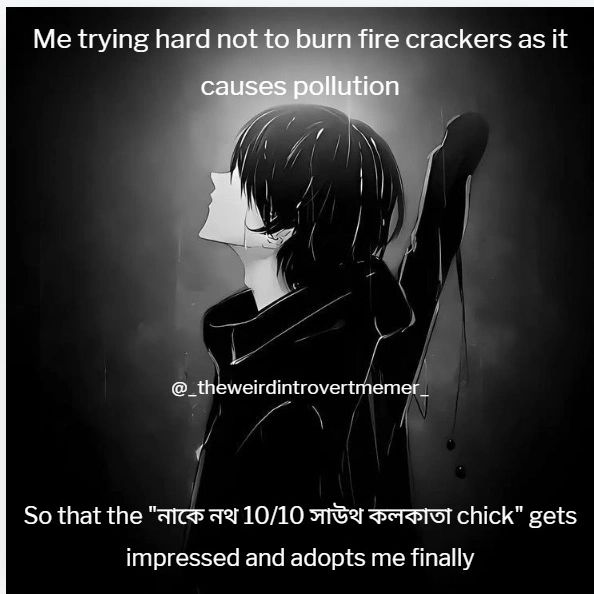 Me trying hard not to burn fire crackers as it
causes pollution
@_theweirdintrovertmemer_
So that the "নাকে নথ 10/10 সাউথ কলকাতা chick" gets
impressed and adopts me finally